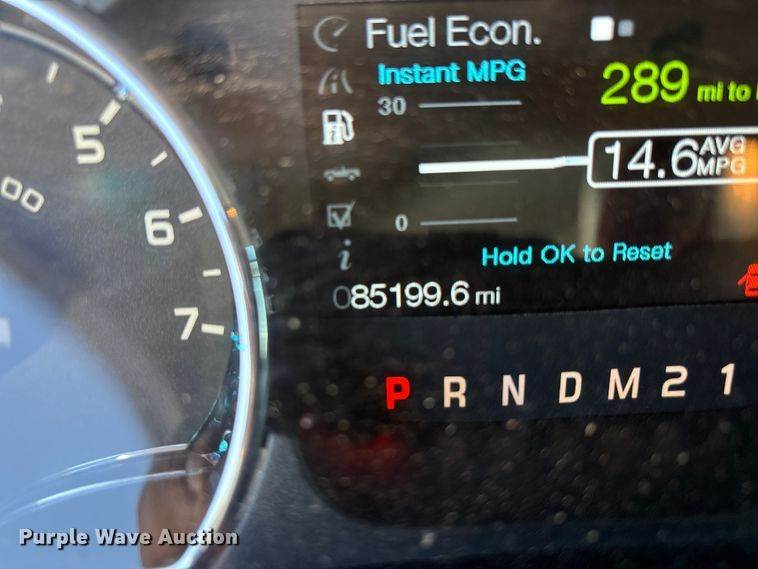 Fuel Econ.
Instant MPG
30
289 mi to
14.6 AVG MPG
0
Hold OK to Reset
085199.6 mi
5
00
6
7
P R N D M 2 1
i
Purple Wave Auction